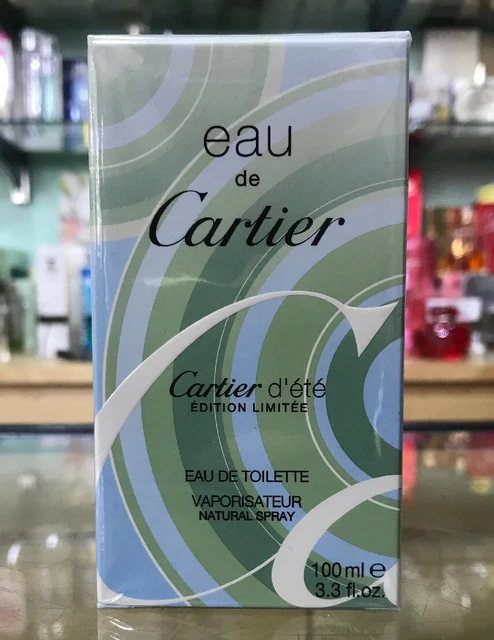 eau
de
Cartier
Cartier d'été
ÉDITION LIMITÉE
EAU DE TOILETTE
VAPORISATEUR
NATURAL SPRAY
100 ml e
3.3 fl.oz.